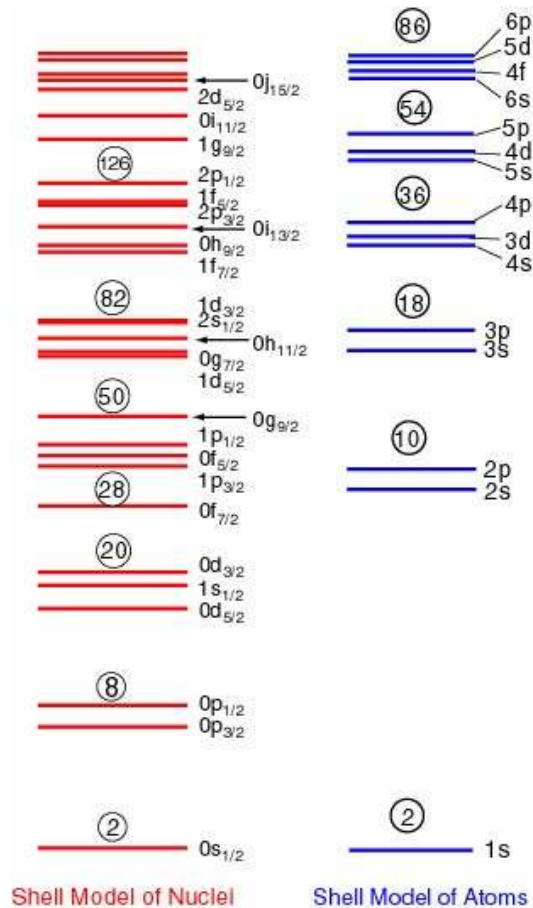 0j15/2
2d5/2
0i11/2
1g9/2
126
2p1/2
1f5/2
2p3/2
0i13/2
0h9/2
1f7/2
82
1d3/2
2s1/2
0h11/2
0g7/2
1d5/2
50
0g9/2
1p1/2
0f5/2
1p3/2
28
0f7/2
20
0d3/2
1s1/2
0d5/2
8
0p1/2
0p3/2
2
0s1/2
Shell Model of Nuclei
6p
86
5d
4f
6s
54
5p
4d
5s
36
4p
3d
4s
18
3p
3s
10
2p
2s
2
1s
Shell Model of Atoms